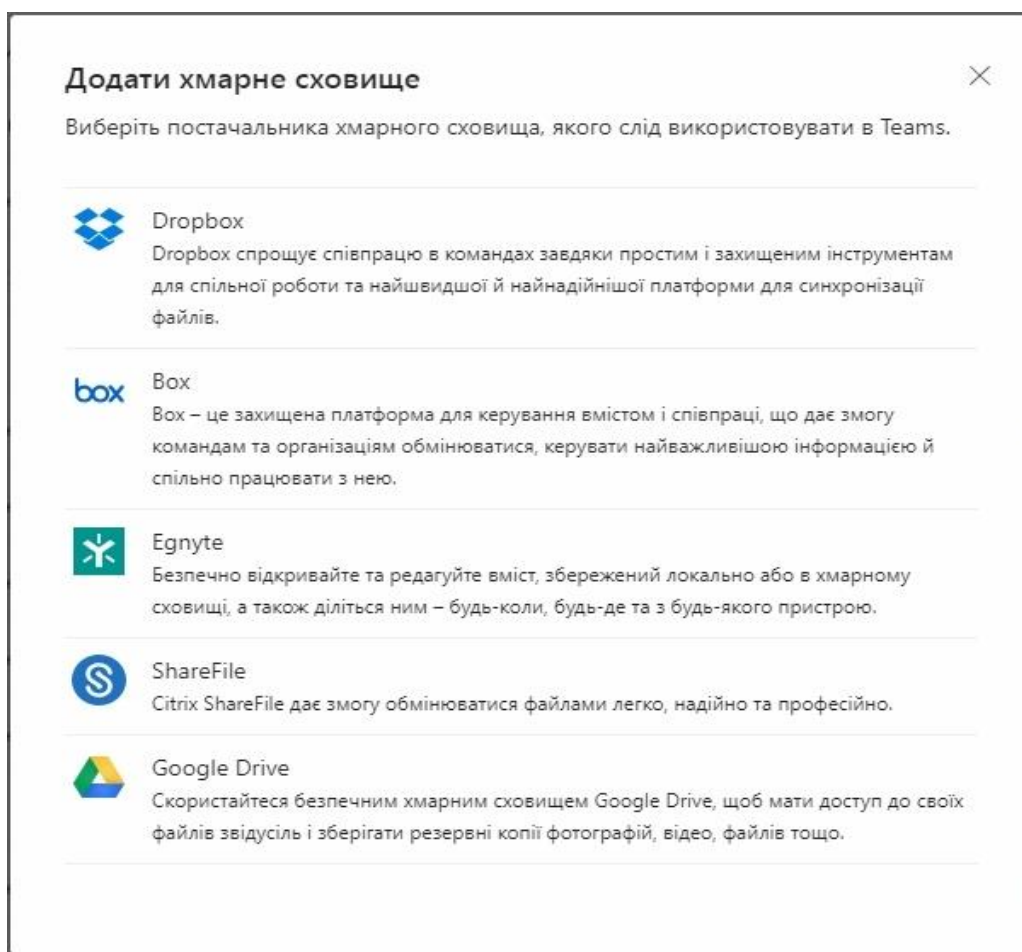 Додати хмарне сховище
Виберіть постачальника хмарного сховища, якого слід використовувати в Teams.
Dropbox
Dropbox спрощує співпрацю в командах завдяки простим і захищеним інструментам
для спільної роботи та найшвидшої й найнадійнішої платформи для синхронізації
файлів.
box
Box
Box – це захищена платформа для керування вмістом і співпраці, що дає змогу
командам та організаціям обмінюватися, керувати найважливішою інформацією й
спільно працювати з нею.
Egnyte
Безпечно відкривайте та редагуйте вміст, збережений локально або в хмарному
сховищі, а також діліться ним – будь-коли, будь-де та з будь-якого пристрою.
ShareFile
Citrix ShareFile дає змогу обмінюватися файлами легко, надійно та професійно.
Google Drive
Скористайтеся безпечним хмарним сховищем Google Drive, щоб мати доступ до своїх
файлів звідусіль і зберігати резервні копії фотографій, відео, файлів тощо.